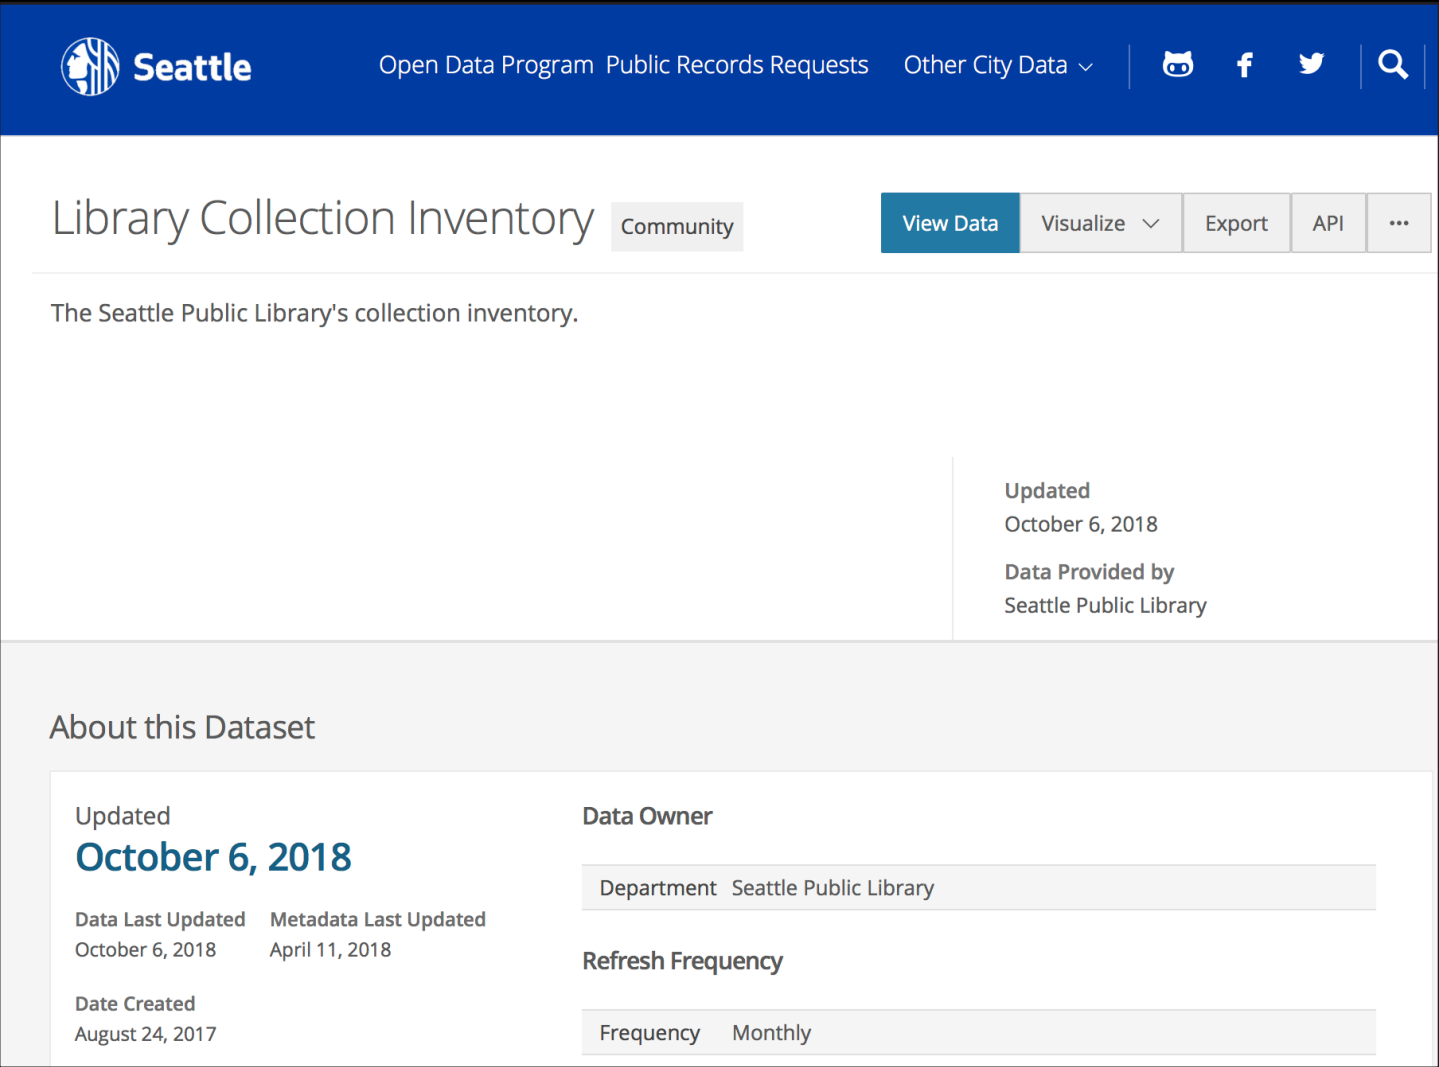 Seattle
Open Data Program Public Records Requests Other City Data
Library Collection Inventory Community
View Data Visualize Export API ...
The Seattle Public Library's collection inventory.
Updated
October 6, 2018
Data Provided by
Seattle Public Library
About this Dataset
Updated
October 6, 2018
Data Last Updated Metadata Last Updated
October 6, 2018 April 11, 2018
Date Created
August 24, 2017
Data Owner
Department Seattle Public Library
Refresh Frequency
Frequency Monthly